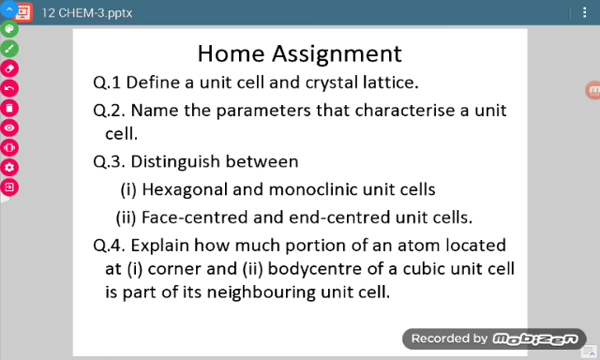 12 CHEM-3.pptx
Home Assignment
Q.1 Define a unit cell and crystal lattice.
Q.2. Name the parameters that characterise a unit
cell.
Q.3. Distinguish between
(i) Hexagonal and monoclinic unit cells
(ii) Face-centred and end-centred unit cells.
Q.4. Explain how much portion of an atom located
at (i) corner and (ii) bodycentre of a cubic unit cell
is part of its neighbouring unit cell.
Recorded by mobizen